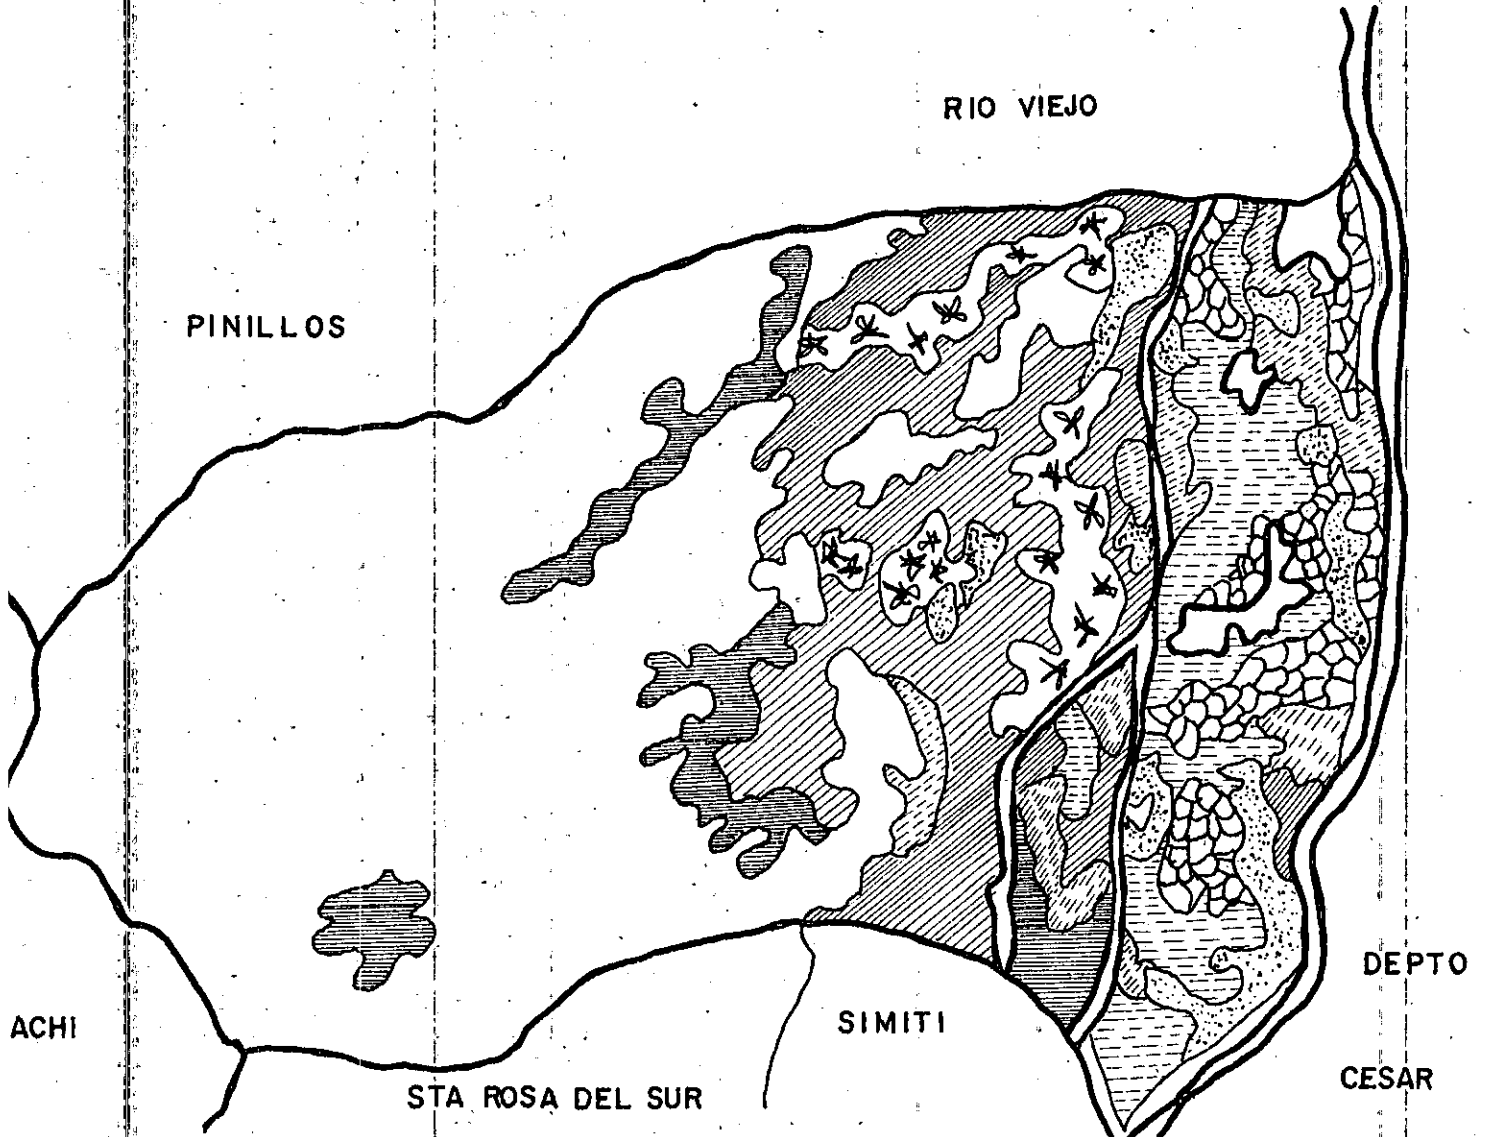 RIO VIEJO
PINILLOS
DEPTO
ACHI
SIMITI
CESAR
STA ROSA DEL SUR